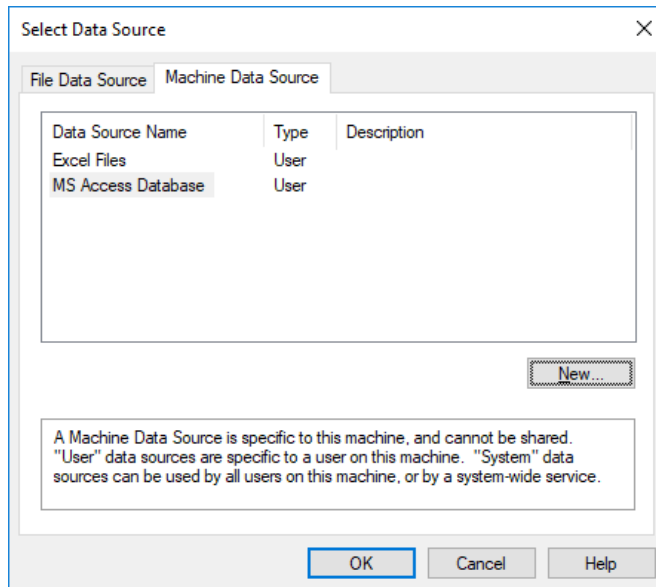 Select Data Source
File Data Source Machine Data Source
Data Source Name Type Description
Excel Files User
MS Access Database User
New...
A Machine Data Source is specific to this machine, and cannot be shared.
"User" data sources are specific to a user on this machine. "System" data
sources can be used by all users on this machine, or by a system-wide service.
OK Cancel Help